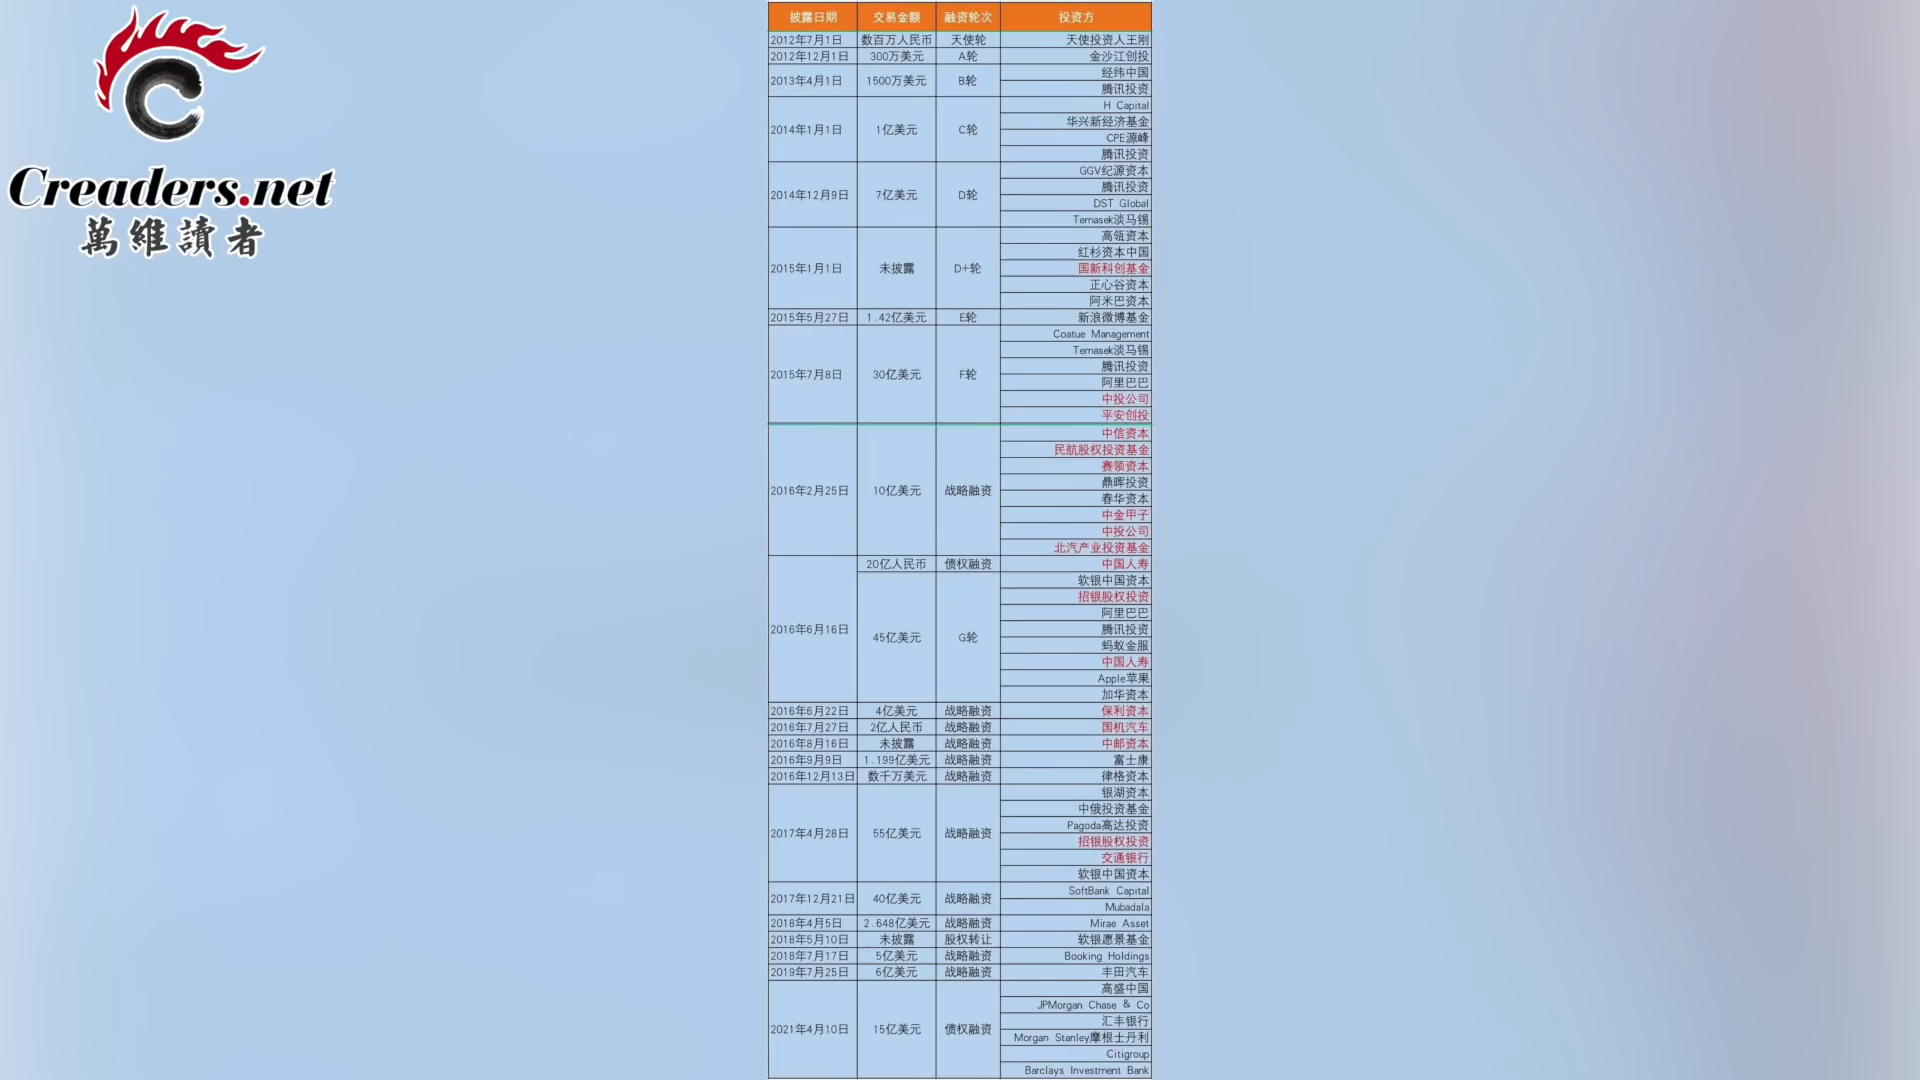 Creaders.net
萬維讀者
披露日期 交易金额 融资轮次 投资方
2012年7月1日 数百万人民币 天使轮 天使投资人王刚
2012年12月1日 300万美元 A轮 金沙江创投
2013年4月1日 1500万美元 B轮 经纬中国
腾讯投资
2014年1月1日 1亿美元 C轮 H Capital
华兴新经济基金
CPE源峰
腾讯投资
2014年12月9日 7亿美元 D轮 GGV纪源资本
腾讯投资
DST Global
Temasek淡马锡
2015年1月1日 未披露 D+轮 高瓴资本
红杉资本中国
国新科创基金
正心谷资本
阿米巴资本
2015年5月27日 1.42亿美元 E轮 新浪微博基金
2015年7月8日 30亿美元 F轮 Coatue Management
Temasek淡马锡
腾讯投资
阿里巴巴
中投公司
平安创投
2016年2月25日 10亿美元 战略融资 中信资本
民航股权投资基金
赛领资本
鼎晖投资
春华资本
中金甲子
中投公司
北汽产业投资基金
2016年6月16日 20亿人民币 债权融资 中国人寿
45亿美元 G轮 软银中国资本
招银股权投资
阿里巴巴
腾讯投资
蚂蚁金服
中国人寿
Apple苹果
加华资本
2016年6月22日 4亿美元 战略融资 保利资本
2016年7月27日 2亿人民币 战略融资 国机汽车
2016年8月16日 未披露 战略融资 中邮资本
2016年9月9日 1.199亿美元 战略融资 富士康
2016年12月13日 数千万美元 战略融资 律格资本
2017年4月28日 55亿美元 战略融资 银湖资本
中俄投资基金
Pagoda高达投资
招银股权投资
交通银行
软银中国资本
2017年12月21日 40亿美元 战略融资 SoftBank Capital
Mubadala
2018年4月5日 2.648亿美元 战略融资 Mirae Asset
2018年5月10日 未披露 股权转让 软银愿景基金
2018年7月17日 5亿美元 战略融资 Booking Holdings
2019年7月25日 6亿美元 战略融资 丰田汽车
2021年4月10日 15亿美元 债权融资 高盛中国
JPMorgan Chase & Co
汇丰银行
Morgan Stanley摩根士丹利
Citigroup
Barclays Investment Bank